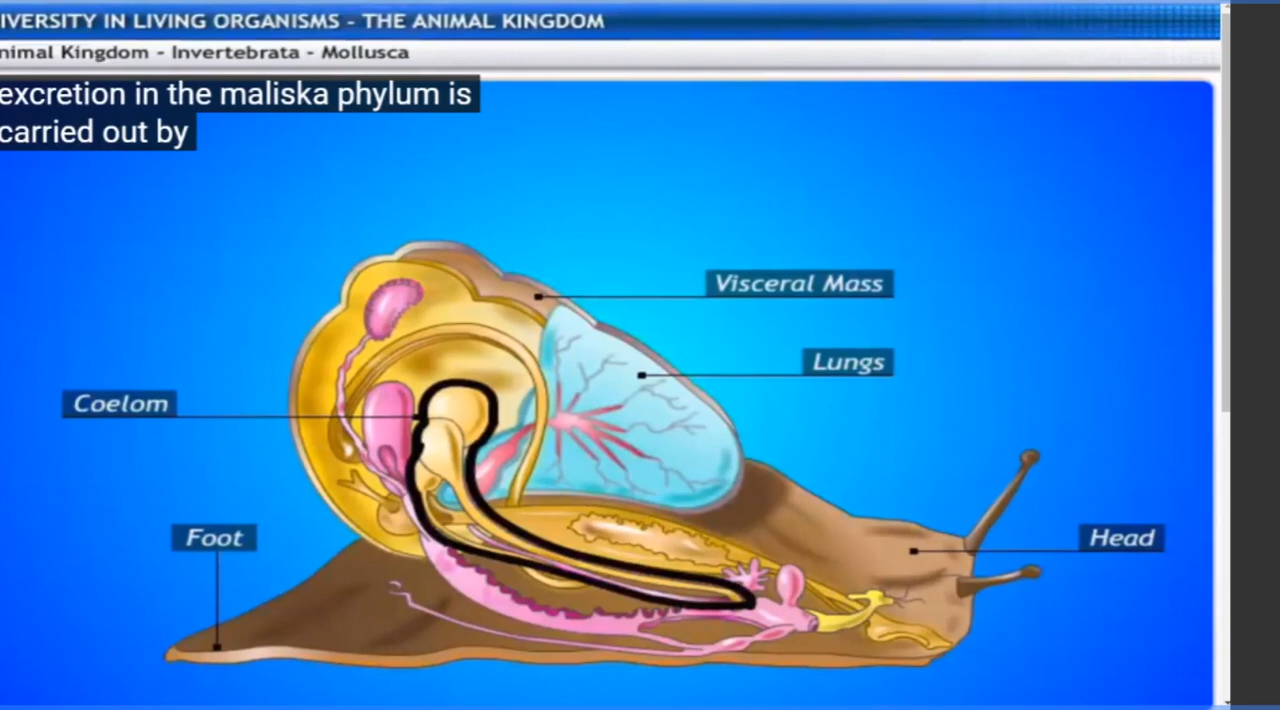 IVERSITY IN LIVING ORGANISMS - THE ANIMAL KINGDOM
nimal Kingdom - Invertebrata - Mollusca
excretion in the maliska phylum is
carried out by
Visceral Mass
Lungs
Coelom
Foot
Head